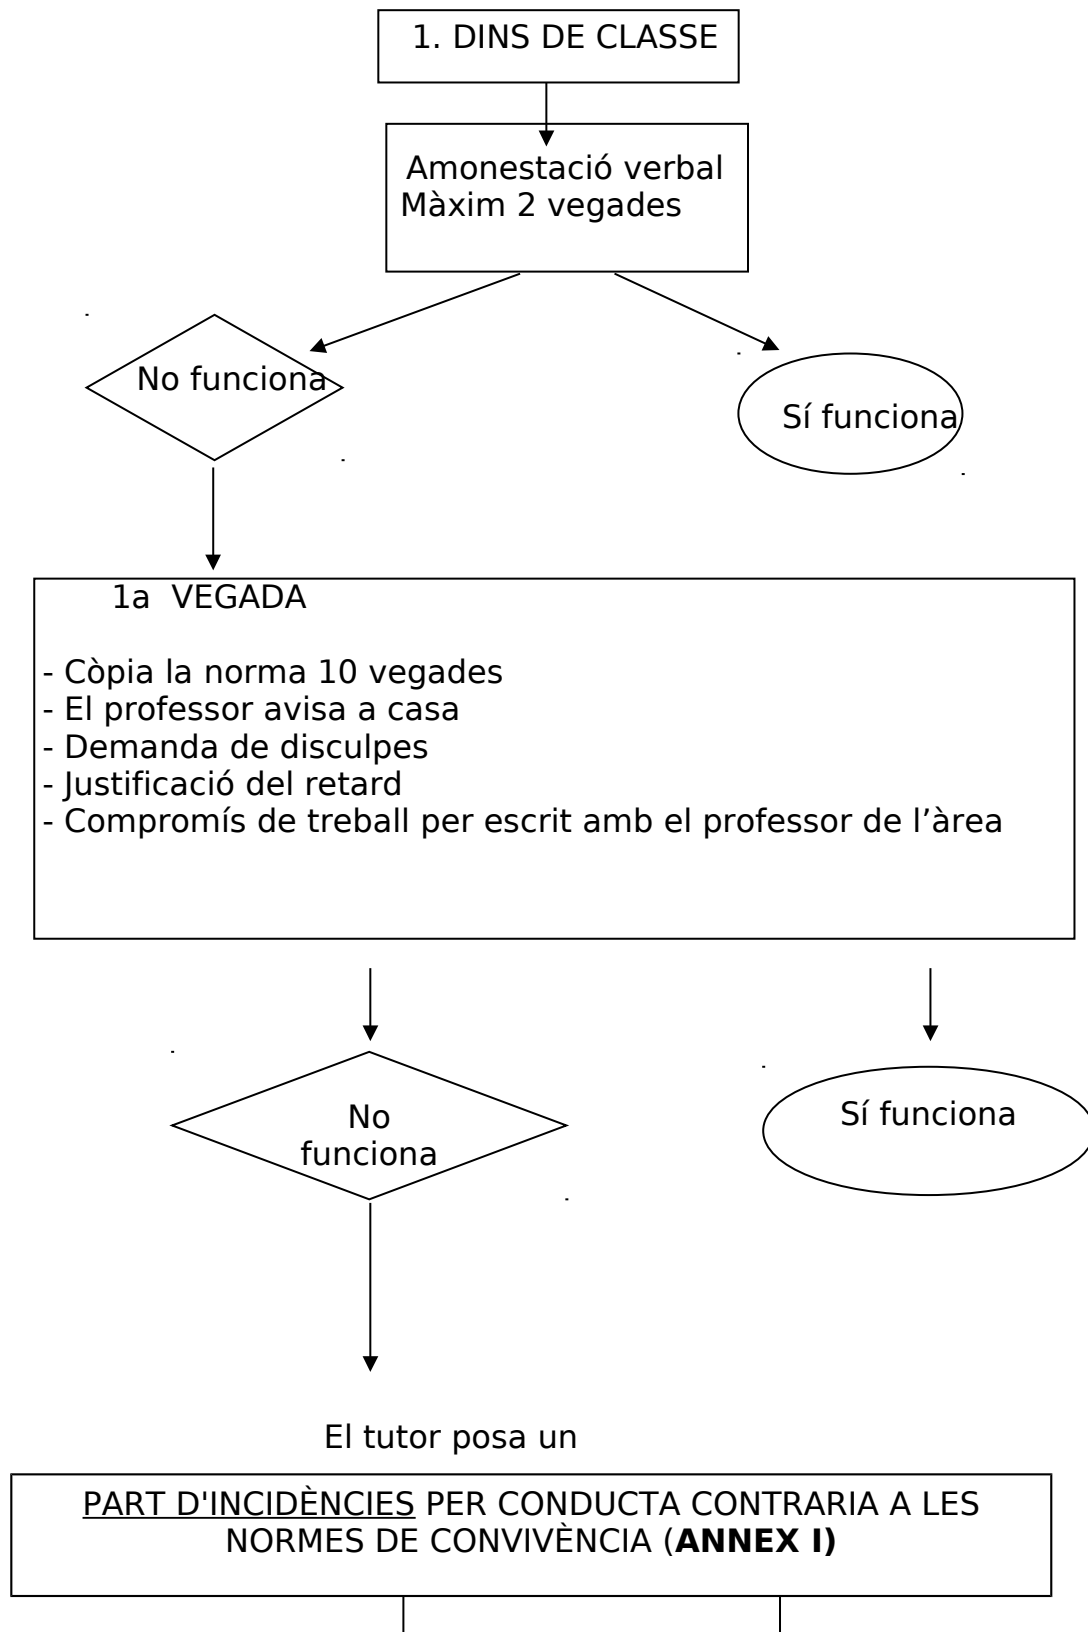 1. DINS DE CLASSE
Amonestació verbal
Màxim 2 vegades
No funciona
Sí funciona
1a VEGADA
- Còpia la norma 10 vegades
- El professor avisa a casa
- Demanda de disculpes
- Justificació del retard
- Compromís de treball per escrit amb el professor de l’àrea
No
funciona
Sí funciona
El tutor posa un
PART D'INCIDÈNCIES PER CONDUCTA CONTRARIA A LES
NORMES DE CONVIVÈNCIA (ANNEX I)